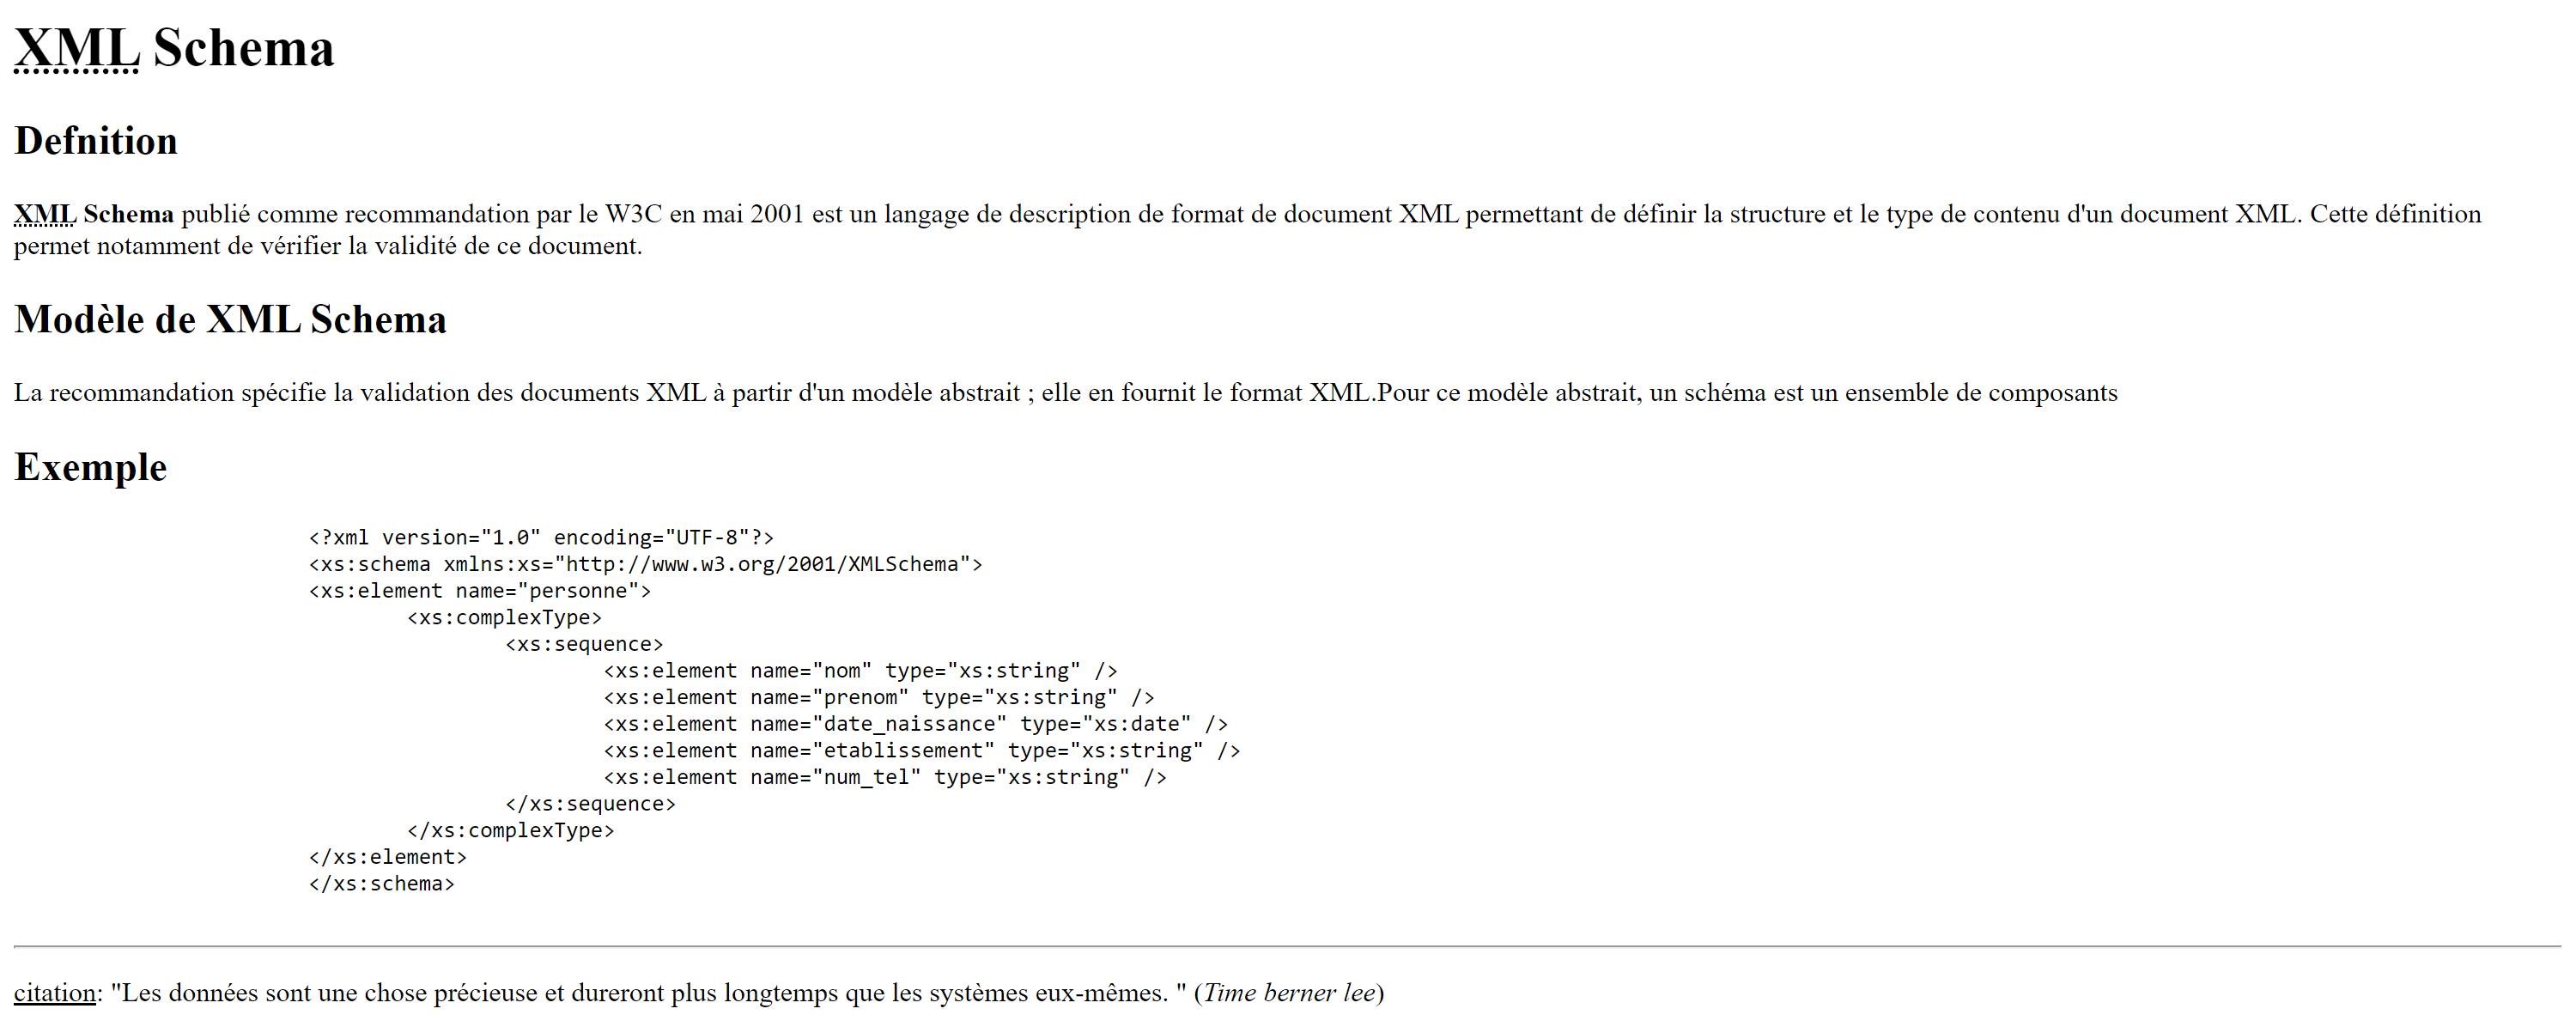 XML Schema
Defnition
XML Schema publié comme recommandation par le W3C en mai 2001 est un langage de description de format de document XML permettant de définir la structure et le type de contenu d'un document XML. Cette définition
permet notamment de vérifier la validité de ce document.
Modèle de XML Schema
La recommandation spécifie la validation des documents XML à partir d'un modèle abstrait ; elle en fournit le format XML.Pour ce modèle abstrait, un schéma est un ensemble de composants
Exemple
<?xml version="1.0" encoding="UTF-8"?>
<xs:schema xmlns:xs="http://www.w3.org/2001/XMLSchema">
<xs:element name="personne">
<xs:complexType>
<xs:sequence>
<xs:element name="nom" type="xs:string" />
<xs:element name="prenom" type="xs:string" />
<xs:element name="date_naissance" type="xs:date" />
<xs:element name="etablissement" type="xs:string" />
<xs:element name="num_tel" type="xs:string" />
</xs:sequence>
</xs:complexType>
</xs:element>
</xs:schema>
citation: "Les données sont une chose précieuse et dureront plus longtemps que les systèmes eux-mêmes. " (Time berner lee)